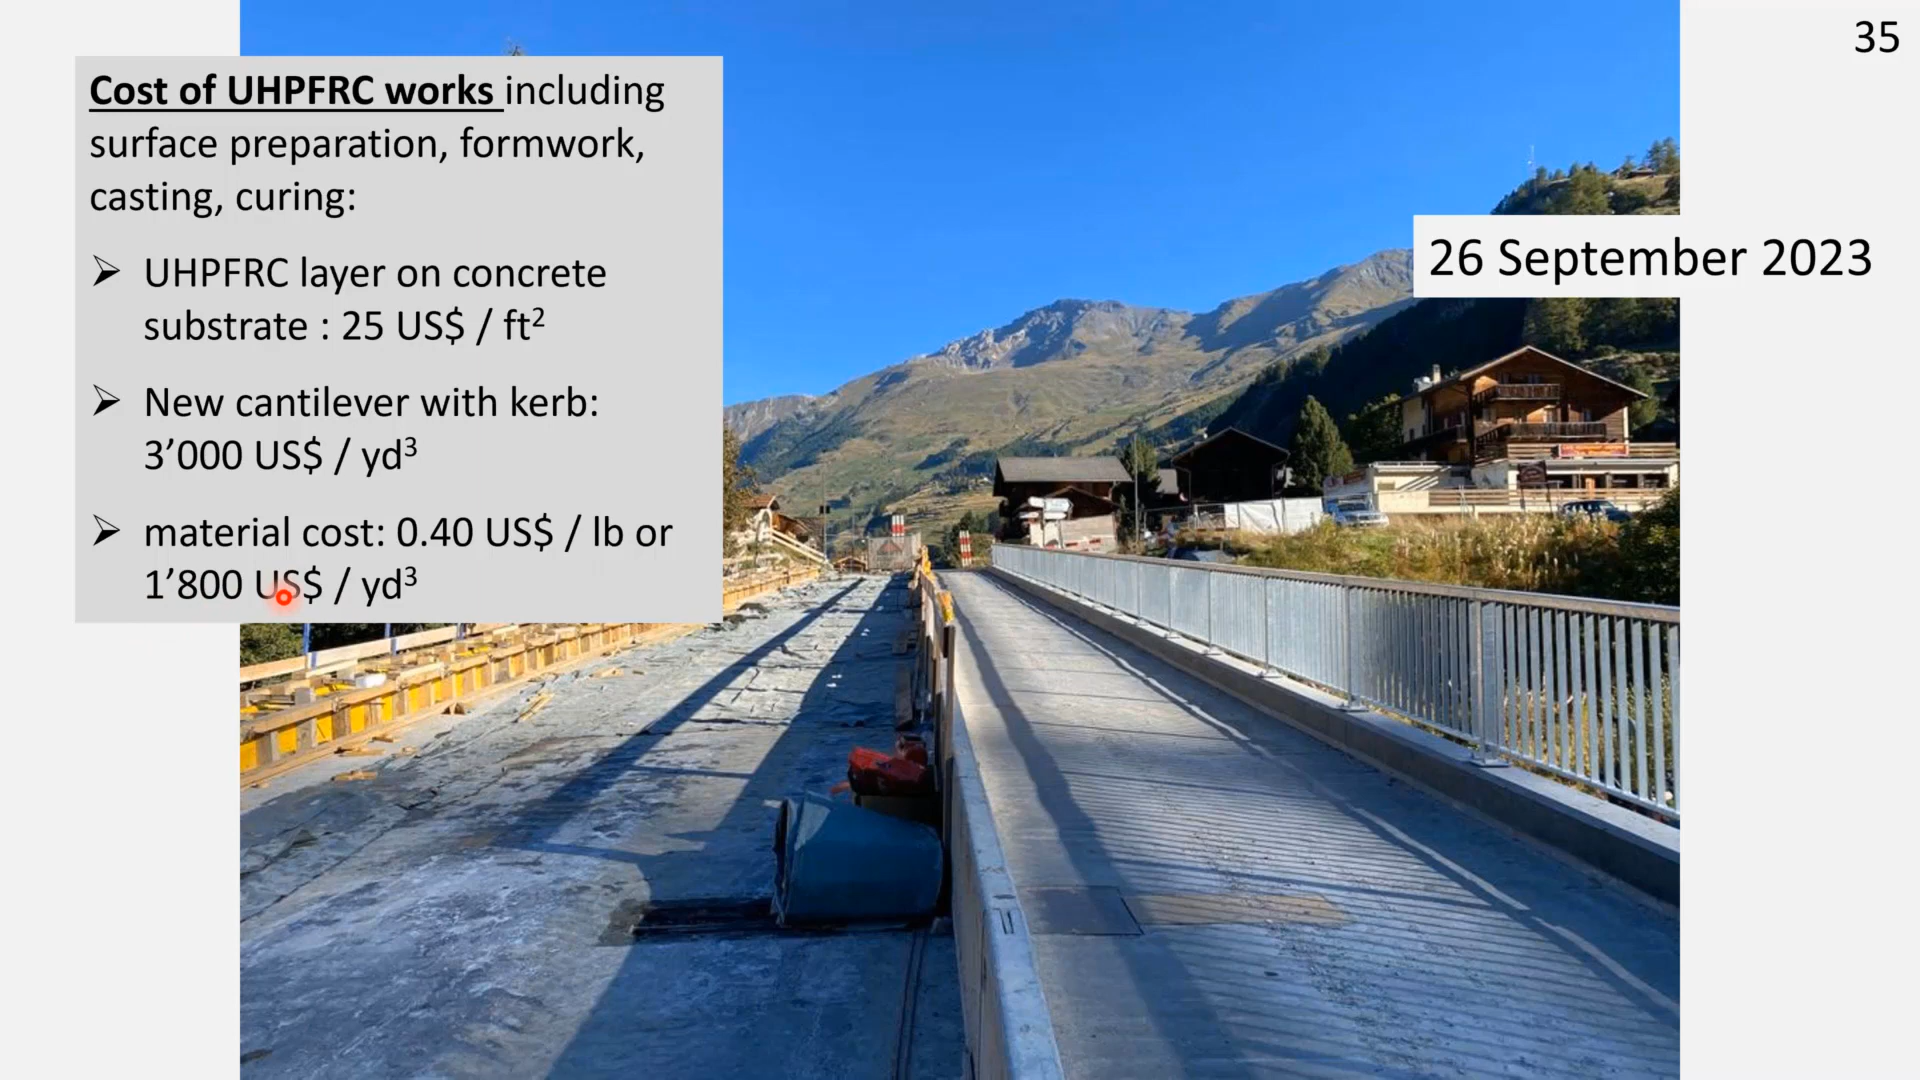 35
Cost of UHPFRC works including
surface preparation, formwork,
casting, curing:
➢ UHPFRC layer on concrete
substrate : 25 US$ / ft²
➢ New cantilever with kerb:
3’000 US$ / yd³
➢ material cost: 0.40 US$ / lb or
1’800 US$ / yd³
26 September 2023